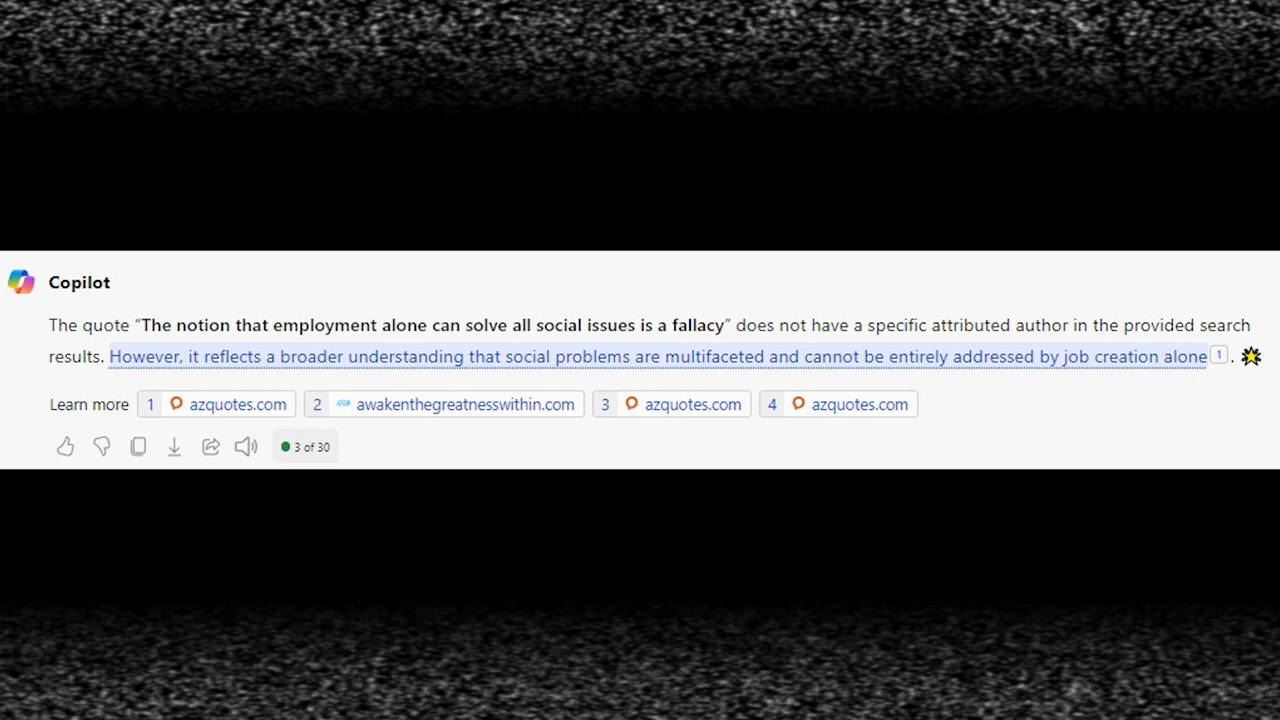 Copilot
The quote “The notion that employment alone can solve all social issues is a fallacy” does not have a specific attributed author in the provided search
results. However, it reflects a broader understanding that social problems are multifaceted and cannot be entirely addressed by job creation alone 1 .
Learn more 1 azquotes.com 2 awakenthegreatnesswithin.com 3 azquotes.com 4 azquotes.com
3 of 30